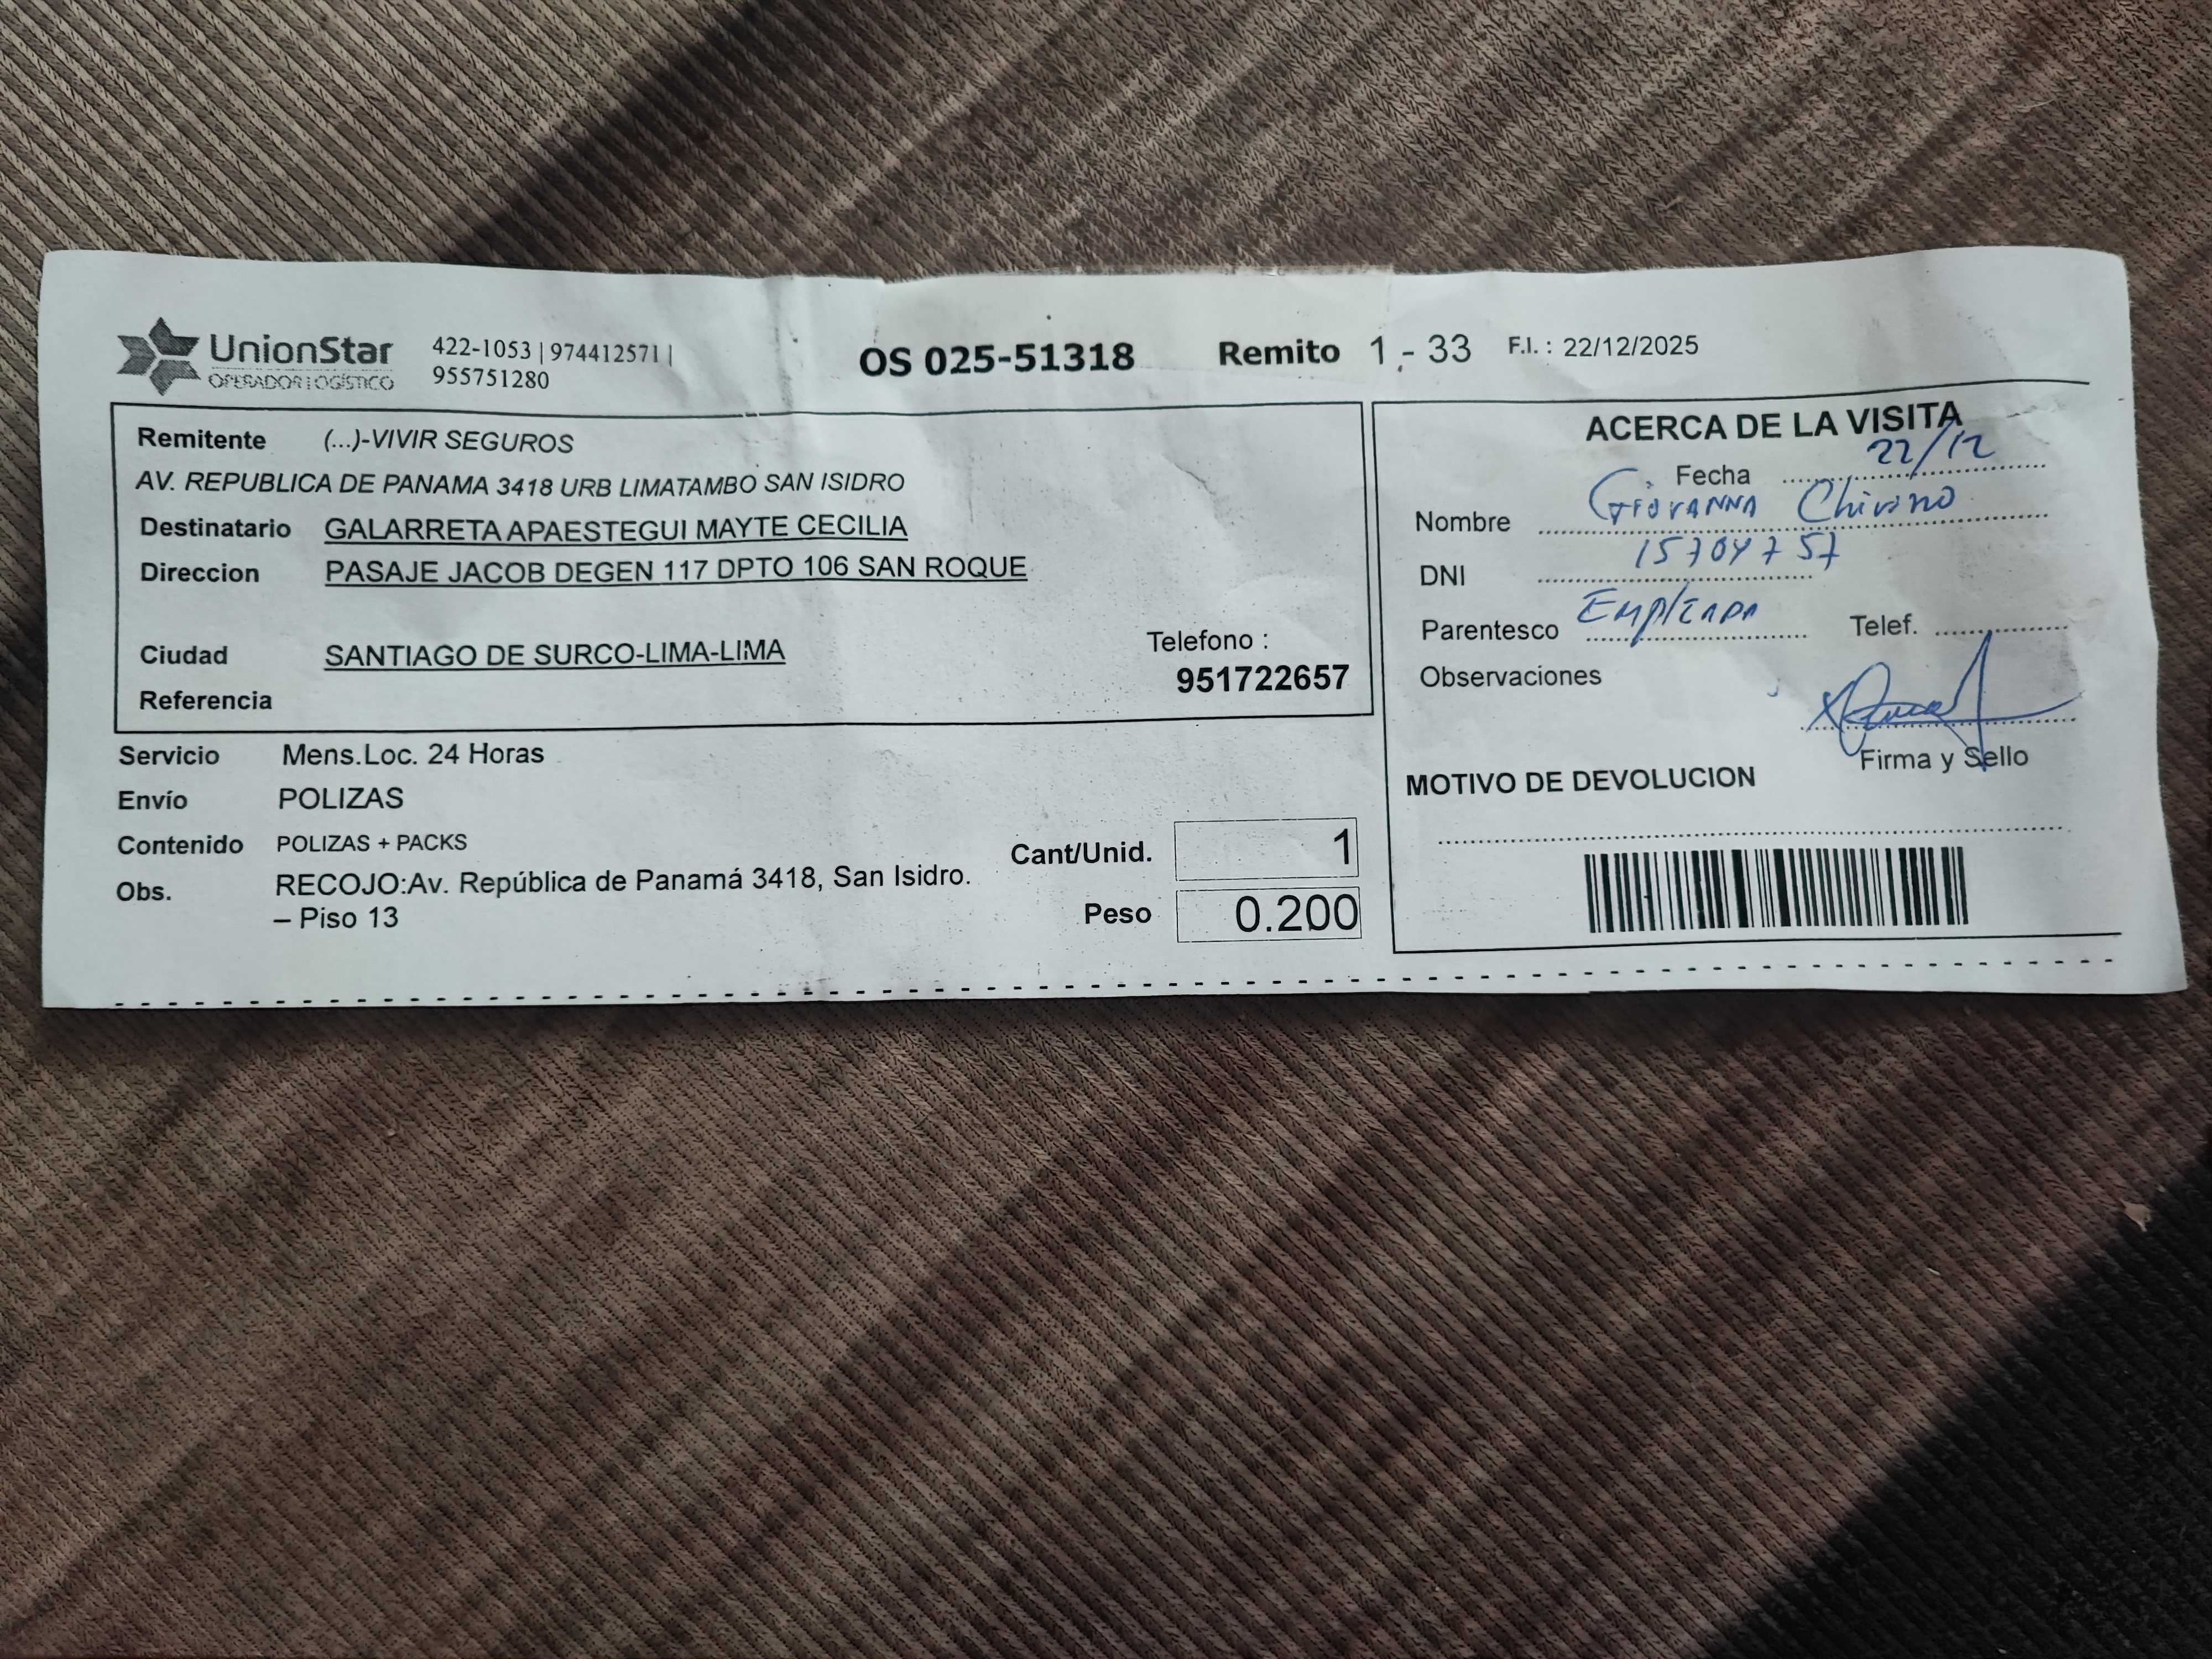 UnionStar
OPERADOR LOGÍSTICO
422-1053 | 974412571 |
955751280
OS 025-51318
Remito 1 - 33
F.I. : 22/12/2025
Remitente (...)-VIVIR SEGUROS
AV. REPUBLICA DE PANAMA 3418 URB LIMATAMBO SAN ISIDRO
Destinatario GALARRETA APAESTEGUI MAYTE CECILIA
Direccion PASAJE JACOB DEGEN 117 DPTO 106 SAN ROQUE
Ciudad SANTIAGO DE SURCO-LIMA-LIMA
Telefono :
951722657
Referencia
Servicio Mens.Loc. 24 Horas
Envío POLIZAS
Contenido POLIZAS + PACKS
Obs. RECOJO:Av. República de Panamá 3418, San Isidro.
– Piso 13
Cant/Unid. 1
Peso 0.200
ACERCA DE LA VISITA
Fecha 22/12
Nombre GIOVANNA
DNI 15704757
Parentesco EMPLEADA Telef.
Observaciones
Firma y Sello
MOTIVO DE DEVOLUCION